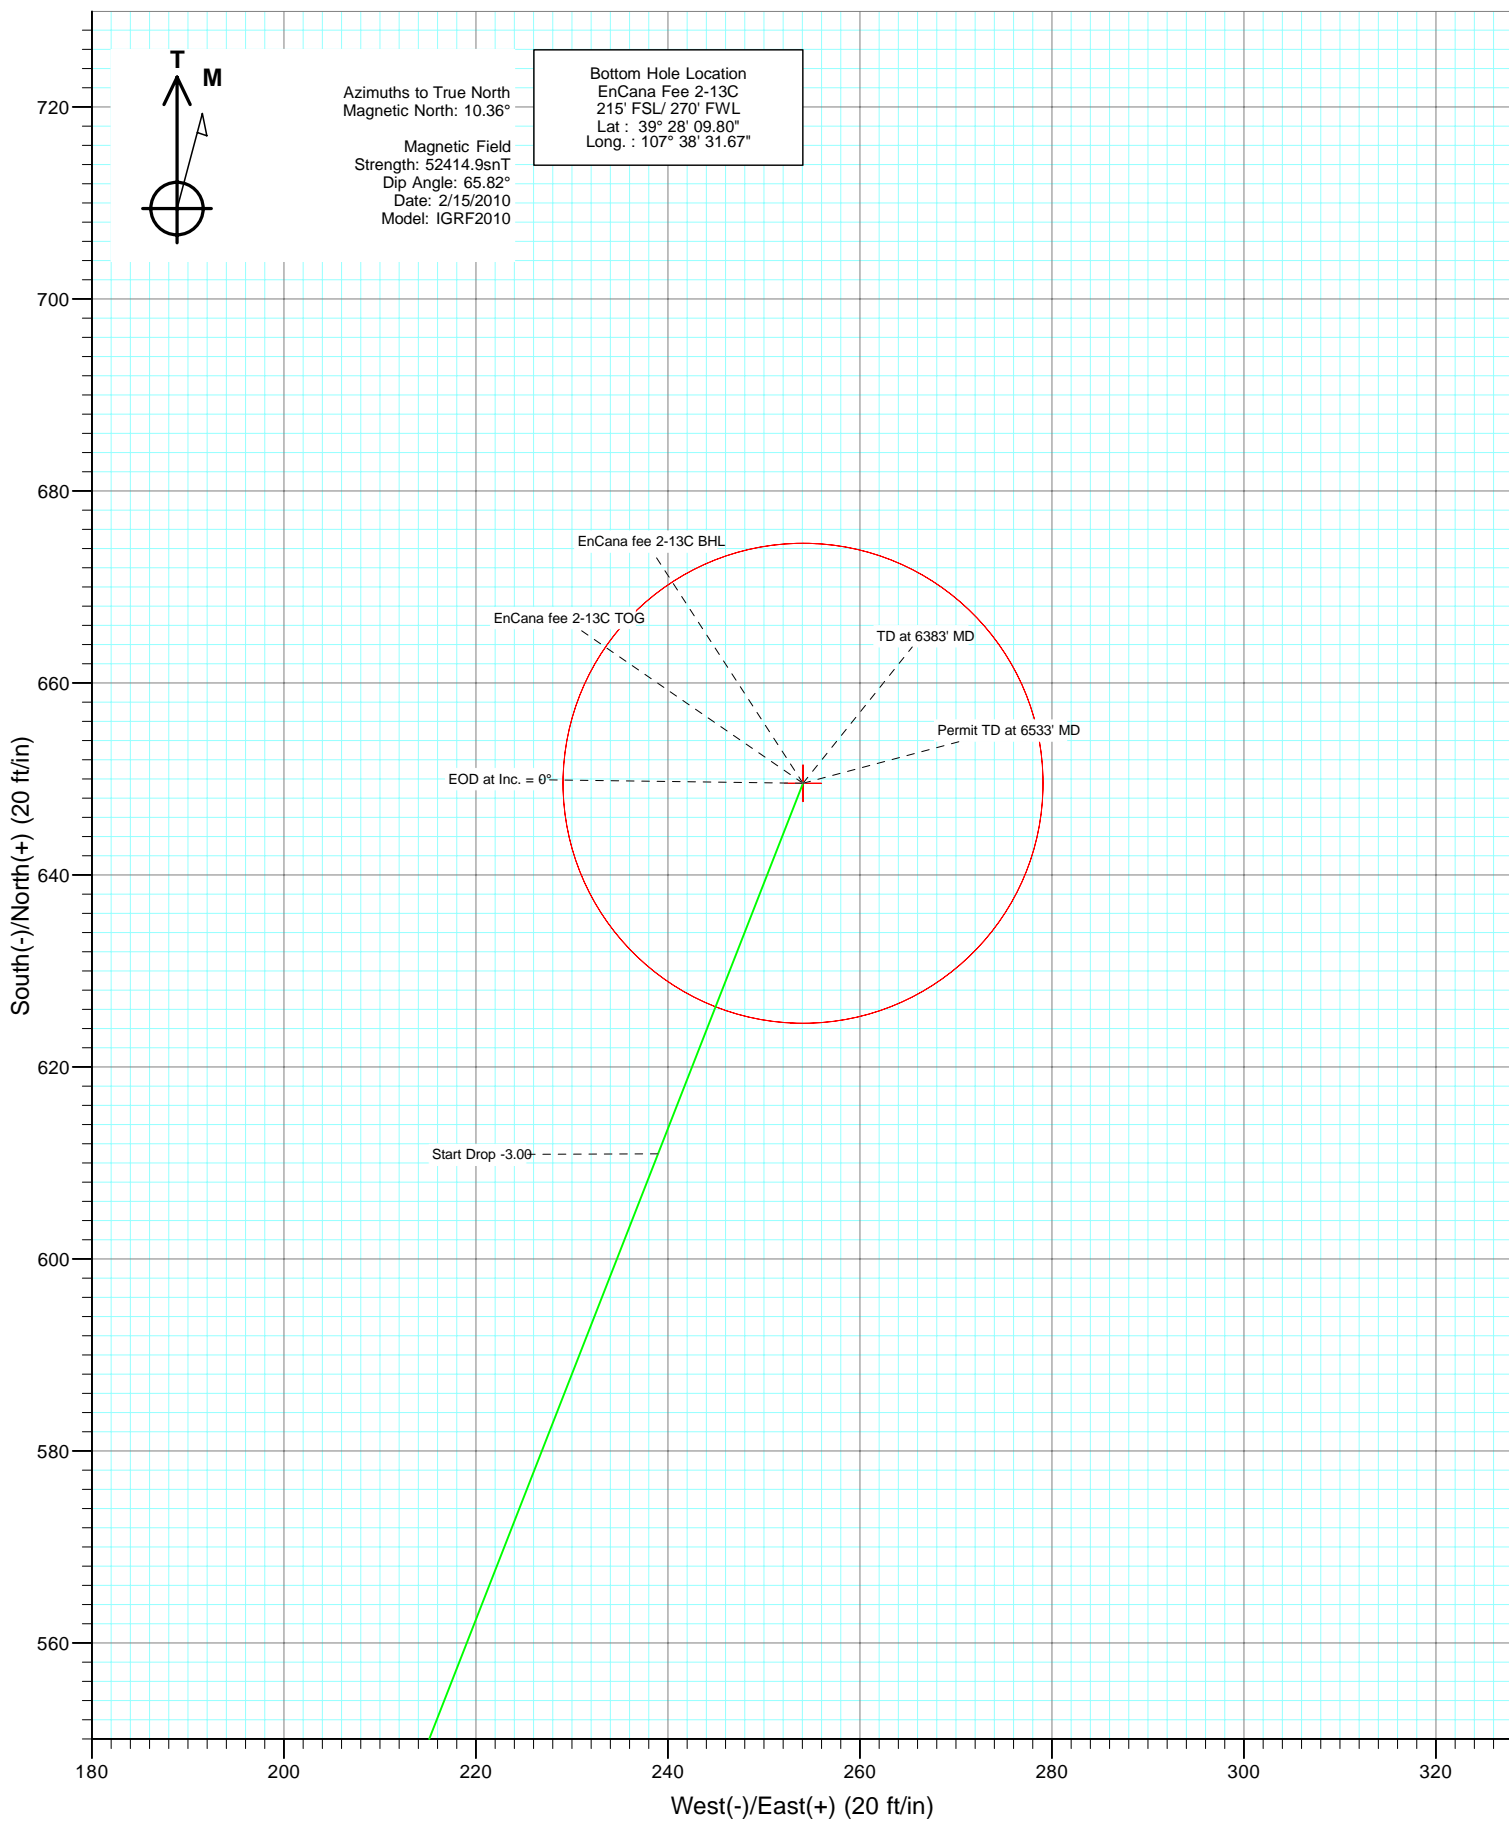 T
M
Azimuths to True North
Magnetic North: 10.36°
Magnetic Field
Strength: 52414.9snT
Dip Angle: 65.82°
Date: 2/15/2010
Model: IGRF2010
Bottom Hole Location
EnCana Fee 2-13C
215' FSL/ 270' FWL
Lat : 39° 28' 09.80"
Long. : 107° 38' 31.67"
720
700
680
660
640
620
600
580
560
South(-)/North(+) (20 ft/in)
EnCana fee 2-13C BHL
EnCana fee 2-13C TOG
TD at 6383' MD
Permit TD at 6533' MD
EOD at Inc. = 0°
Start Drop -3.00
180 200 220 240 260 280 300 320
West(-)/East(+) (20 ft/in)